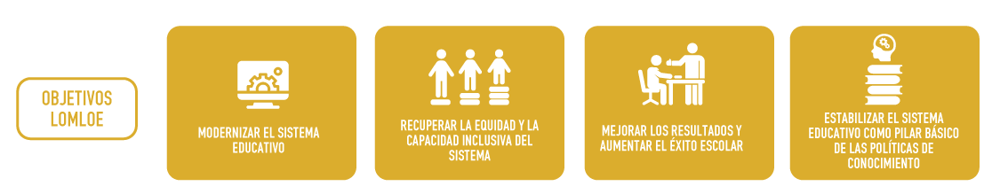 OBJETIVOS
LOMLOE
MODERNIZAR EL SISTEMA
EDUCATIVO
RECUPERAR LA EQUIDAD Y LA
CAPACIDAD INCLUSIVA DEL
SISTEMA
MEJORAR LOS RESULTADOS Y
AUMENTAR EL ÉXITO ESCOLAR
ESTABILIZAR EL SISTEMA
EDUCATIVO COMO PILAR BÁSICO
DE LAS POLÍTICAS DE
CONOCIMIENTO